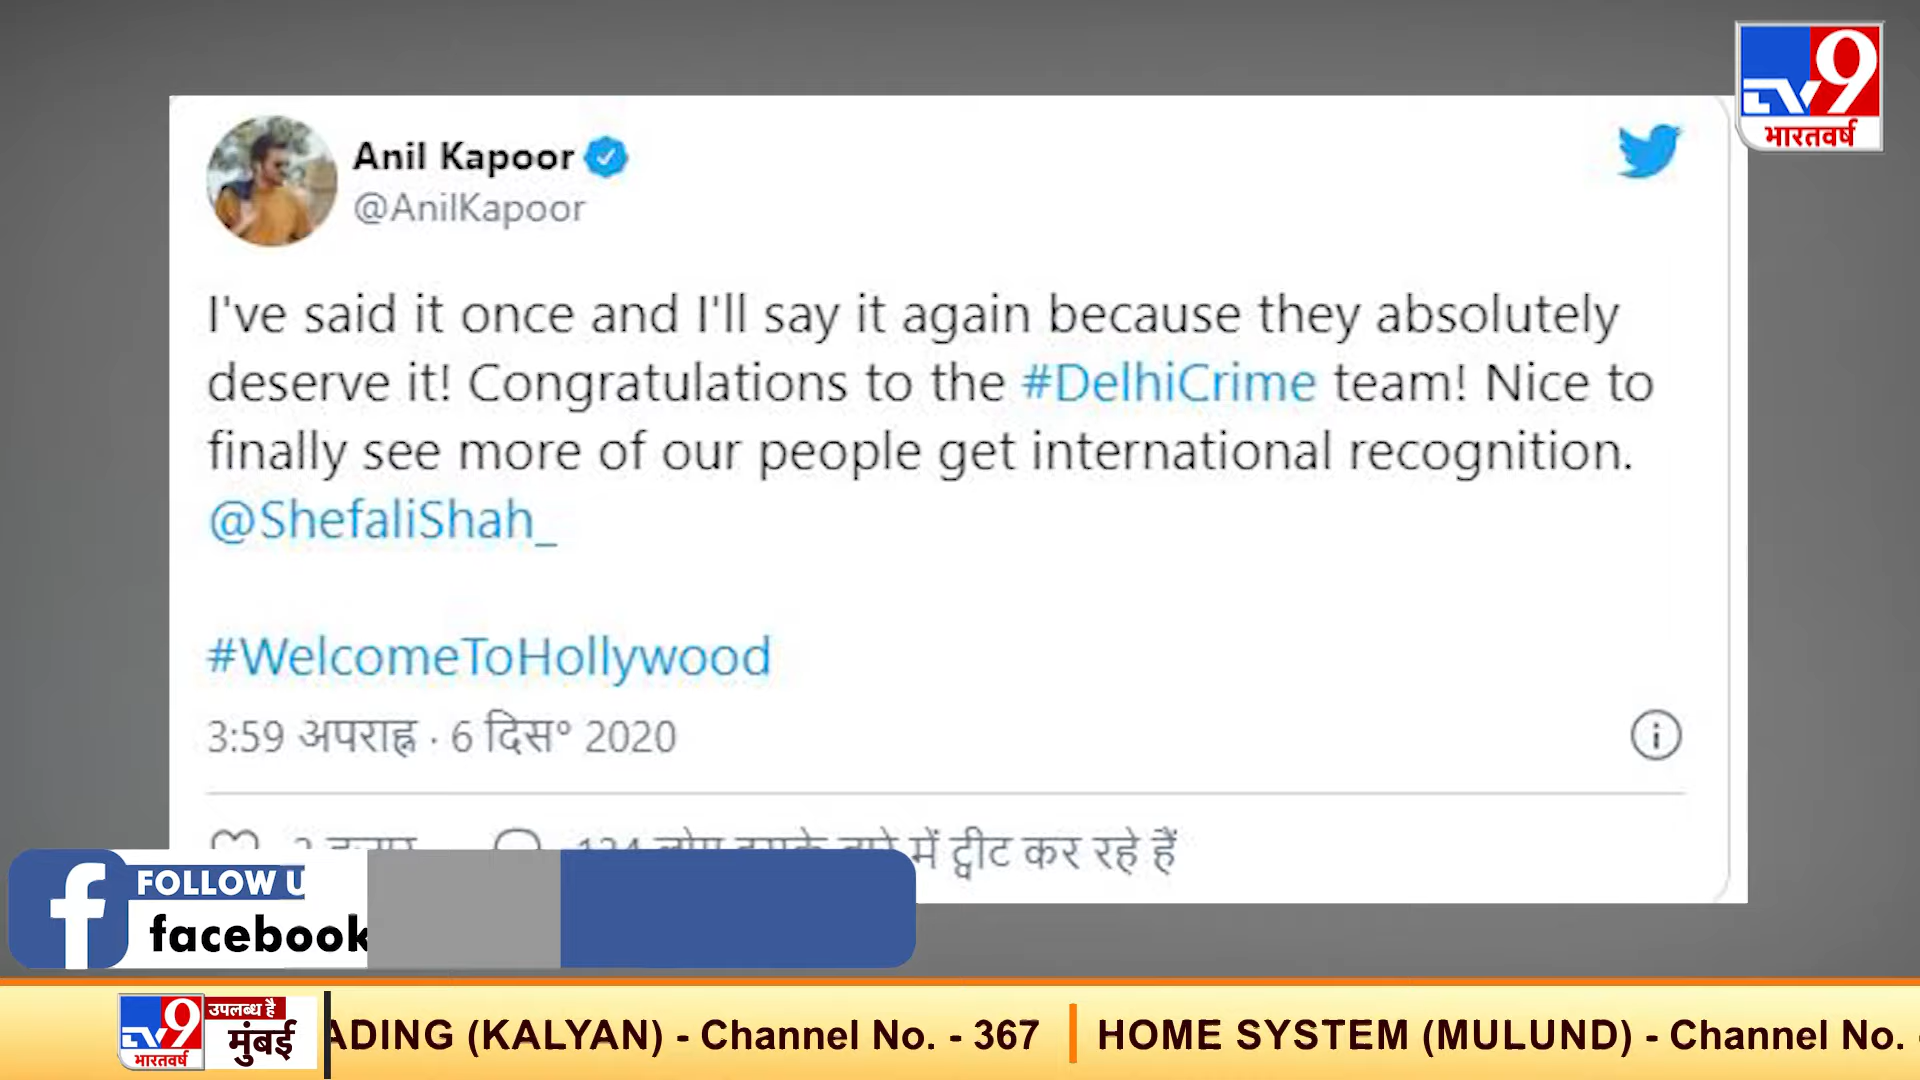 TV9
भारतवर्ष
Anil Kapoor
@AnilKapoor
I've said it once and I'll say it again because they absolutely
deserve it! Congratulations to the #DelhiCrime team! Nice to
finally see more of our people get international recognition.
@ShefaliShah_
#WelcomeToHollywood
3:59 अपराह्न · 6 दिस॰ 2020
124 लोग इसके बारे में ट्वीट कर रहे हैं
FOLLOW U
facebook
TV9
भारतवर्ष
उपलब्ध है
मुंबई
ADING (KALYAN) - Channel No. - 367
HOME SYSTEM (MULUND) - Channel No. -